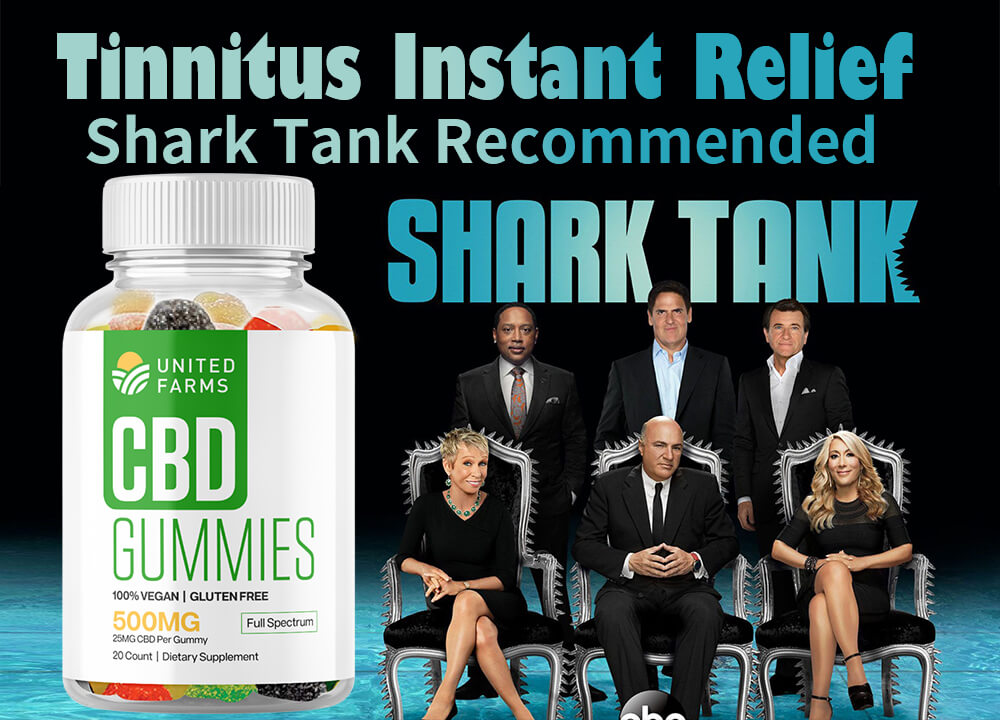 Tinnitus Instant Relief
Shark Tank Recommended
SHARK TANK
UNITED
FARMS
CBD
GUMMIES
100% VEGAN | GLUTEN FREE
500MG
25MG CBD Per Gummy
Full Spectrum
20 Count | Dietary Supplement
abc